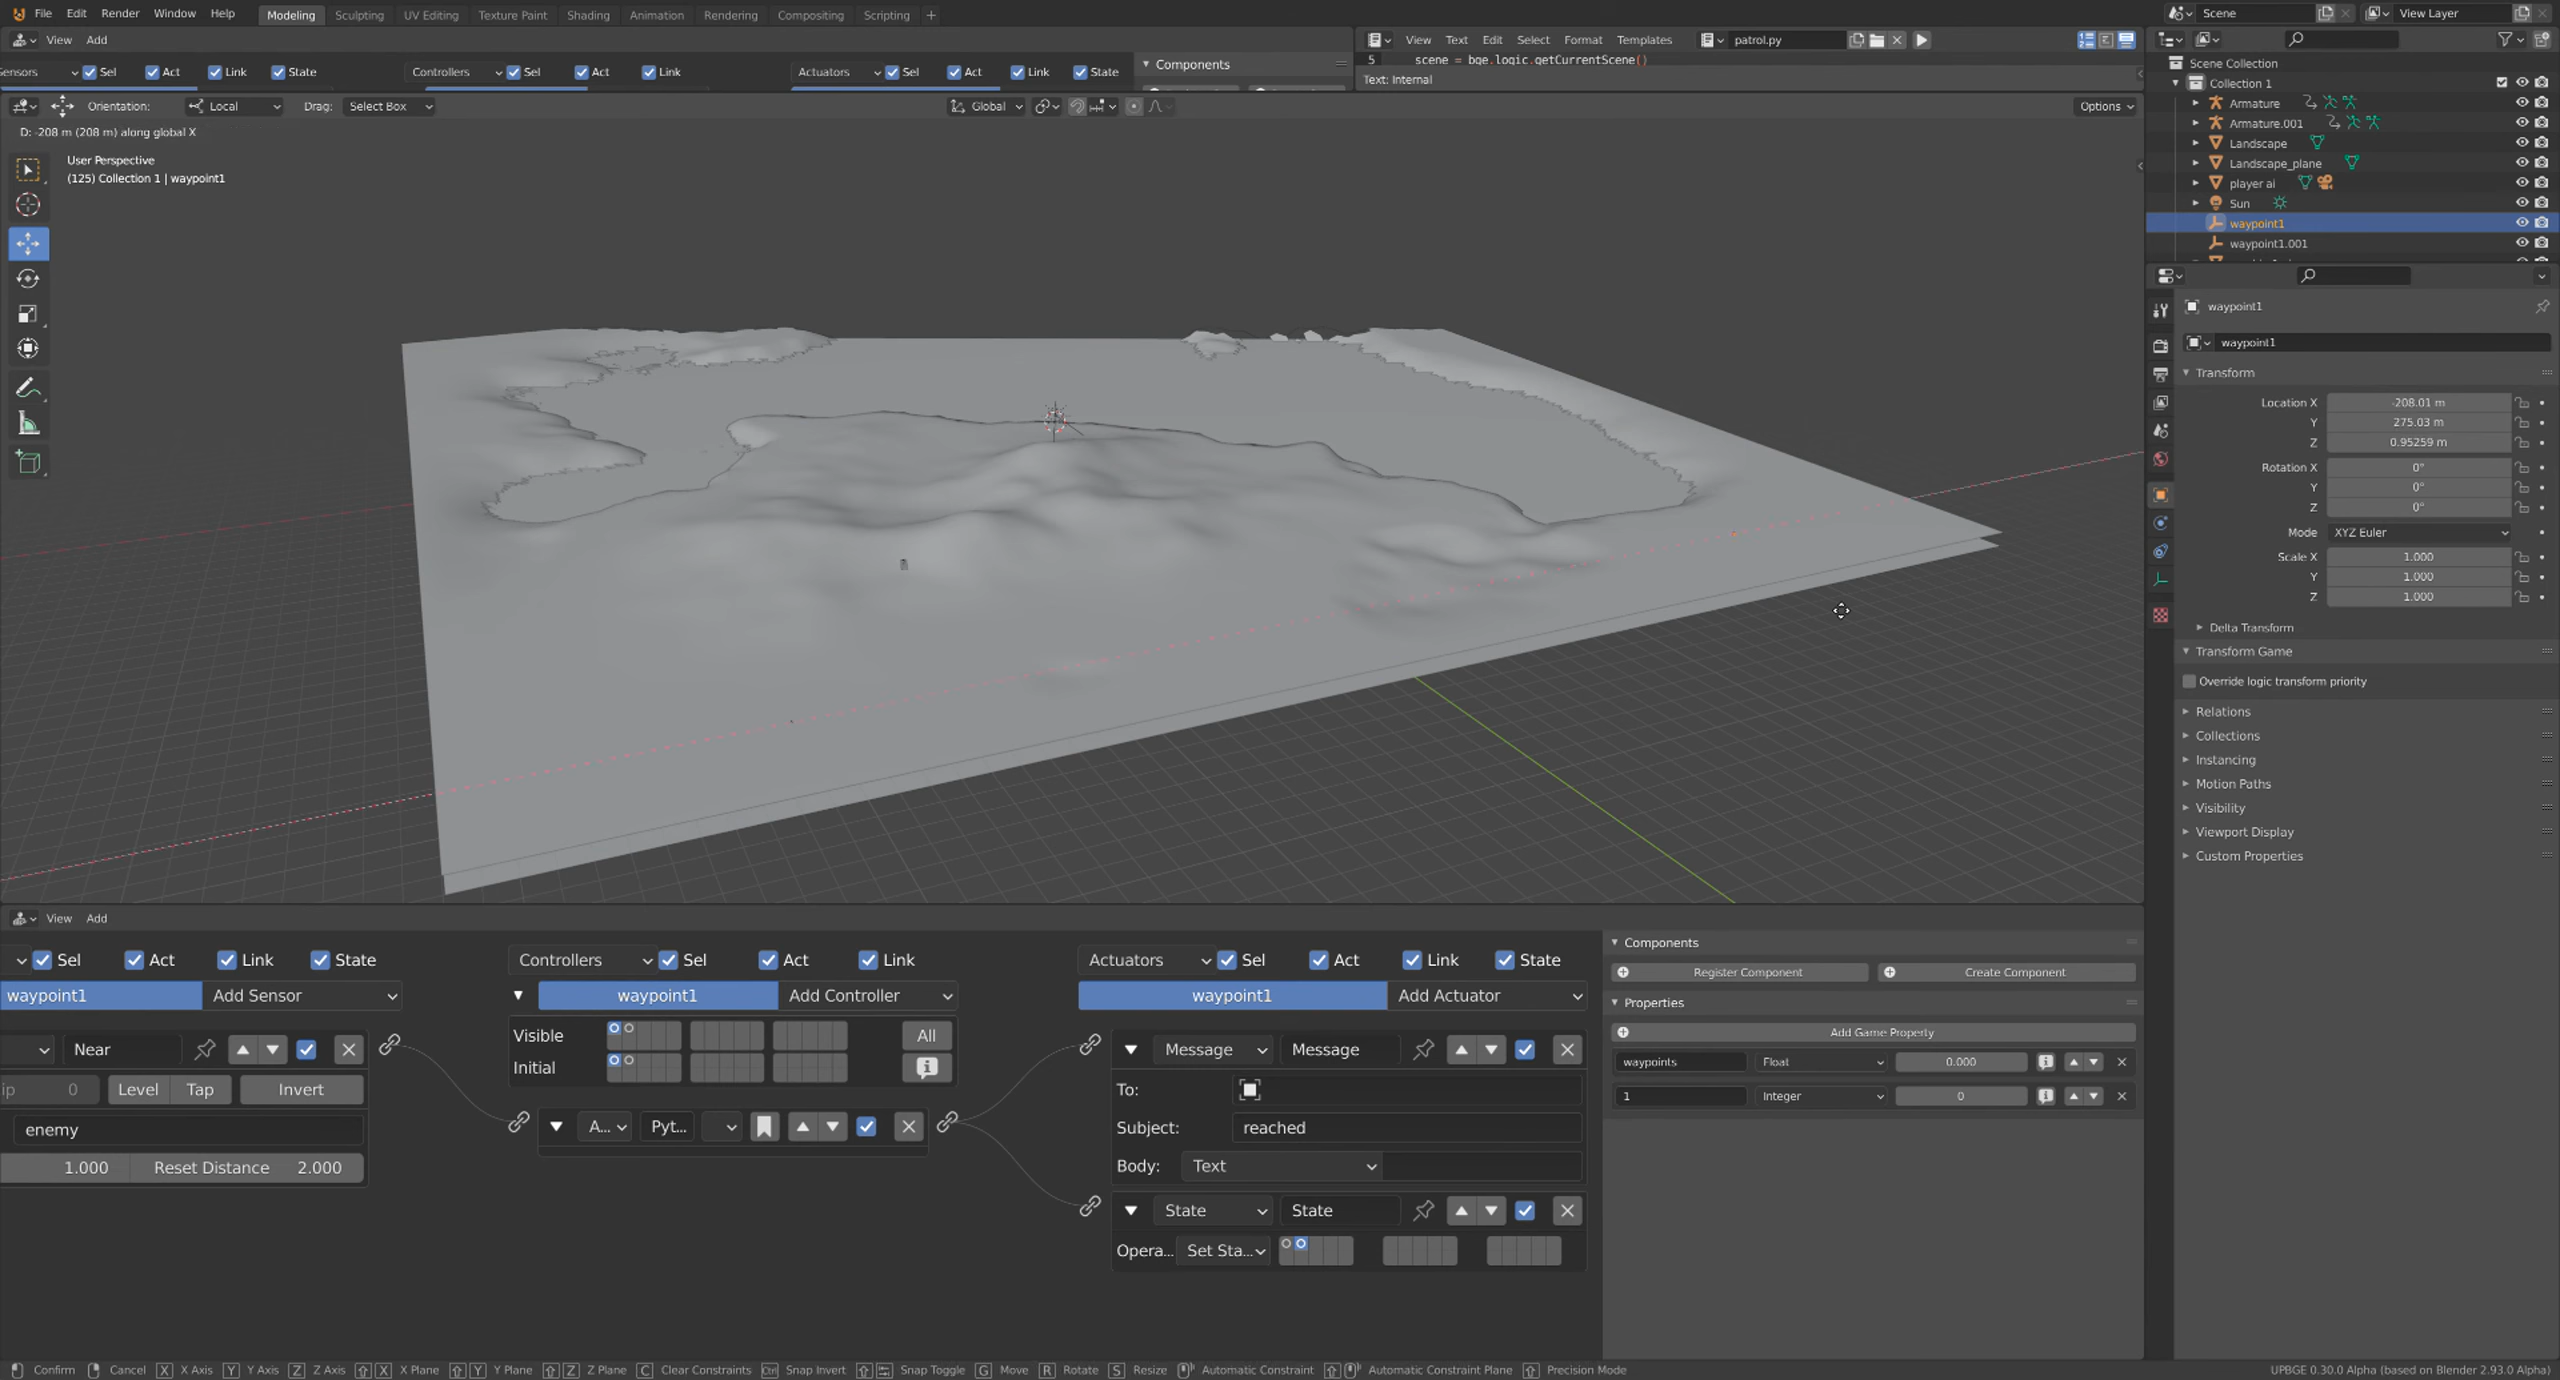 File Edit Render Window Help Modeling Sculpting UV Editing Texture Paint Shading Animation Rendering Compositing Scripting + Scene View Layer
View Add View Text Edit Select Format Templates patrol.py
ensors Sel Act Link State Controllers Sel Act Link Actuators Sel Act Link State Components 5 scene = bge.logic.getCurrentScene()
Text: Internal
Orientation: Local Drag: Select Box Global Options
D: -208 m (208 m) along global X
User Perspective
(125) Collection 1 | waypoint1
Scene Collection
Collection 1
Armature
Armature.001
Landscape
Landscape_plane
player ai
Sun
waypoint1
waypoint1.001
waypoint1
waypoint1
Transform
Location X -208.01 m
Y 275.03 m
Z 0.95259 m
Rotation X 0°
Y 0°
Z 0°
Mode XYZ Euler
Scale X 1.000
Y 1.000
Z 1.000
Delta Transform
Transform Game
Override logic transform priority
Relations
Collections
Instancing
Motion Paths
Visibility
Viewport Display
Custom Properties
View Add
Sel Act Link State Controllers Sel Act Link Actuators Sel Act Link State
waypoint1 Add Sensor waypoint1 Add Controller waypoint1 Add Actuator
Near
ip 0 Level Tap Invert
enemy
1.000 Reset Distance 2.000
Visible All
Initial
A... Pyt...
Message Message
To:
Subject: reached
Body: Text
State State
Opera... Set Sta...
Components
Register Component Create Component
Properties
Add Game Property
waypoints Float 0.000
1 Integer 0
Confirm Cancel X X Axis Y Y Axis Z Z Axis X X Plane Y Y Plane Z Z Plane C Clear Constraints Ctrl Snap Invert Snap Toggle G Move R Rotate S Resize Automatic Constraint Automatic Constraint Plane Precision Mode UPBGE 0.30.0 Alpha (based on Blender 2.93.0 Alpha)